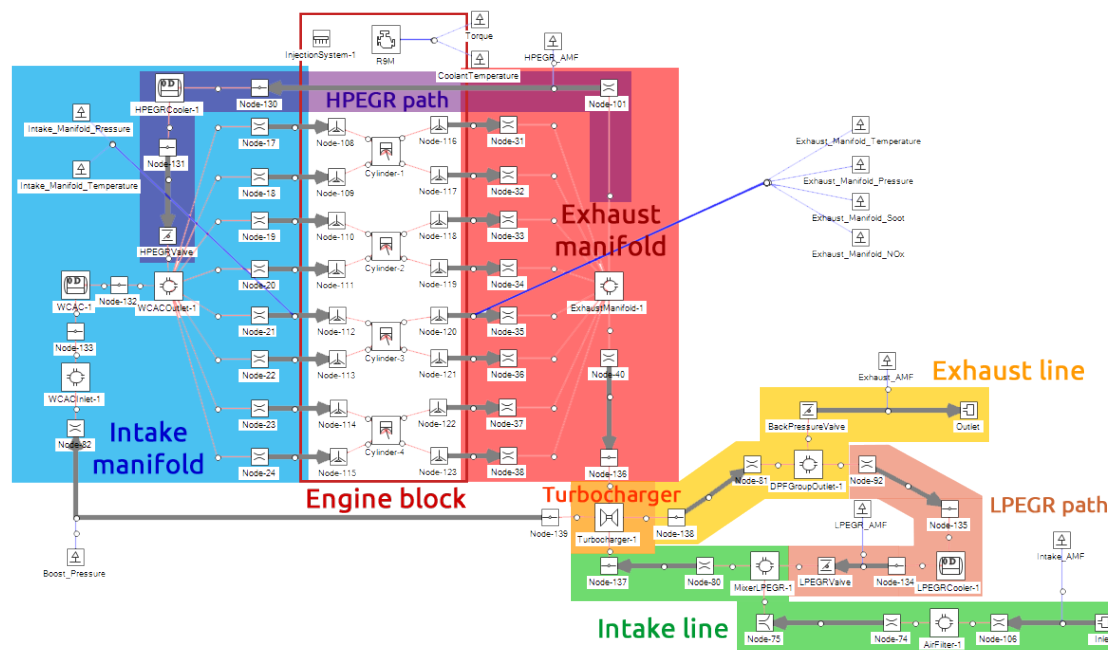 Torque
InjectionSystem-1
R9M
CoolantTemperature
HPEGR_AMF
HPEGRCooler-1
Node-130
HPEGR path
Node-101
Intake_Manifold_Pressure
Intake_Manifold_Temperature
Node-131
HPEGRValve
Node-17
Node-108
Cylinder-1
Node-116
Node-31
Node-18
Node-109
Node-117
Node-32
Node-19
Node-110
Cylinder-2
Node-118
Node-33
Node-20
Node-111
Node-119
Node-34
Exhaust
manifold
Exhaust_Manifold_Temperature
Exhaust_Manifold_Pressure
Exhaust_Manifold_Soot
Exhaust_Manifold_NOx
WCAC-1
Node-132
WCACOutlet-1
ExhaustManifold-1
Node-21
Node-112
Cylinder-3
Node-120
Node-35
Node-133
Node-22
Node-113
Node-121
Node-36
Node-40
WCACInlet-1
Node-82
Node-23
Node-114
Cylinder-4
Node-122
Node-37
Intake
manifold
Node-24
Node-115
Node-123
Node-38
Node-136
Engine block
Exhaust_AMF
Exhaust line
BackPressureValve
Outlet
Turbocharger
Node-81
DPFGroupOutlet-1
Node-92
LPEGR path
Node-139
Turbocharger-1
Node-138
LPEGR_AMF
Node-135
Intake_AMF
Boost_Pressure
Node-137
Node-80
MixerLPEGR-1
LPEGRValve
Node-134
LPEGRCooler-1
Intake line
Node-75
Node-74
AirFilter-1
Node-106